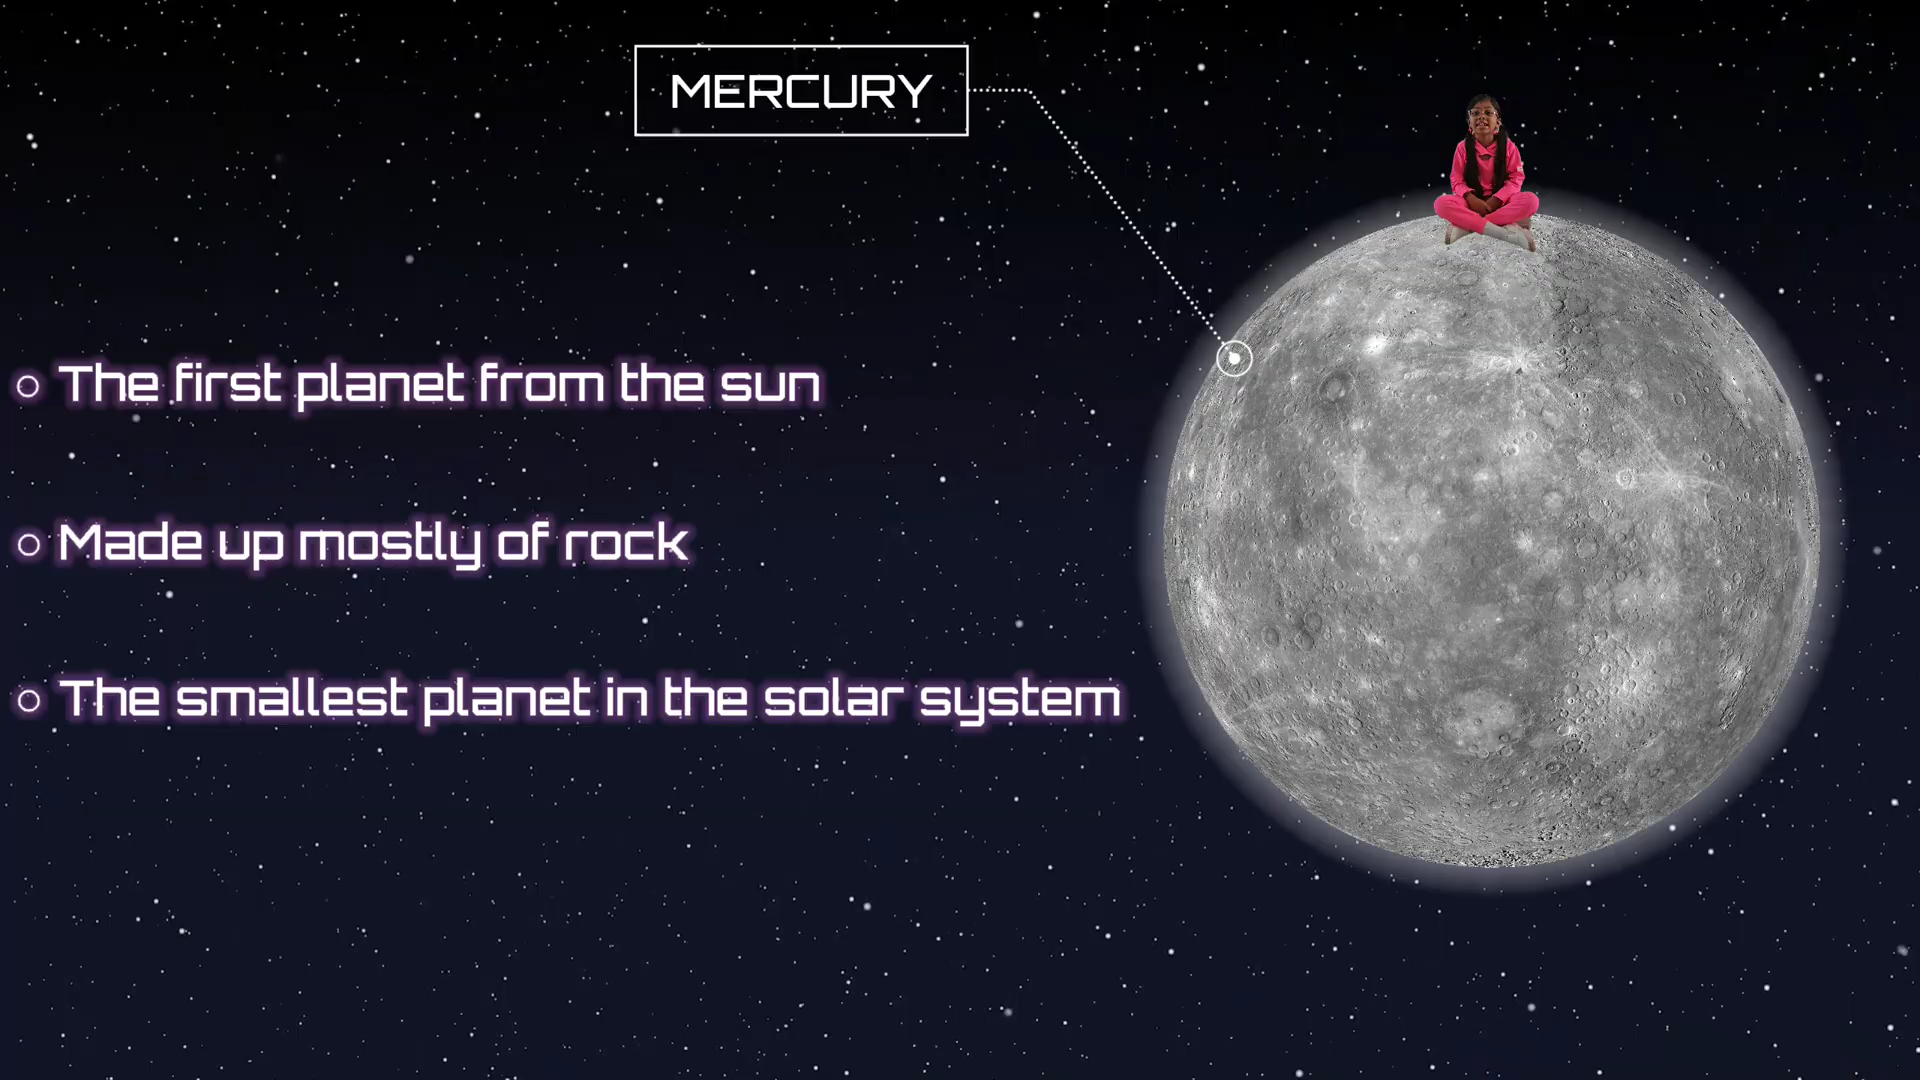 MERCURY
The first planet from the sun
Made up mostly of rock
The smallest planet in the solar system